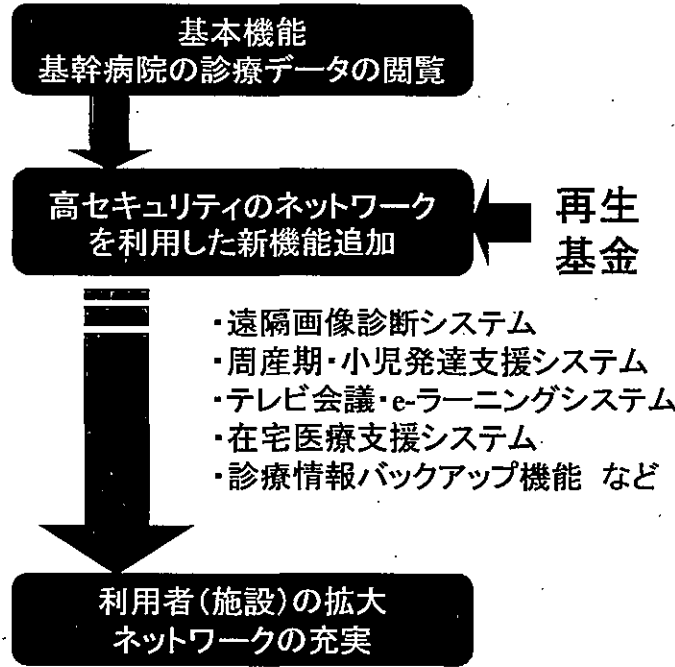 基本機能
基幹病院の診療データの閲覧
高セキュリティのネットワーク
を利用した新機能追加
再生
基金
・遠隔画像診断システム
・周産期・小児発達支援システム
・テレビ会議・e-ラーニングシステム
・在宅医療支援システム
・診療情報バックアップ機能 など
利用者(施設)の拡大
ネットワークの充実